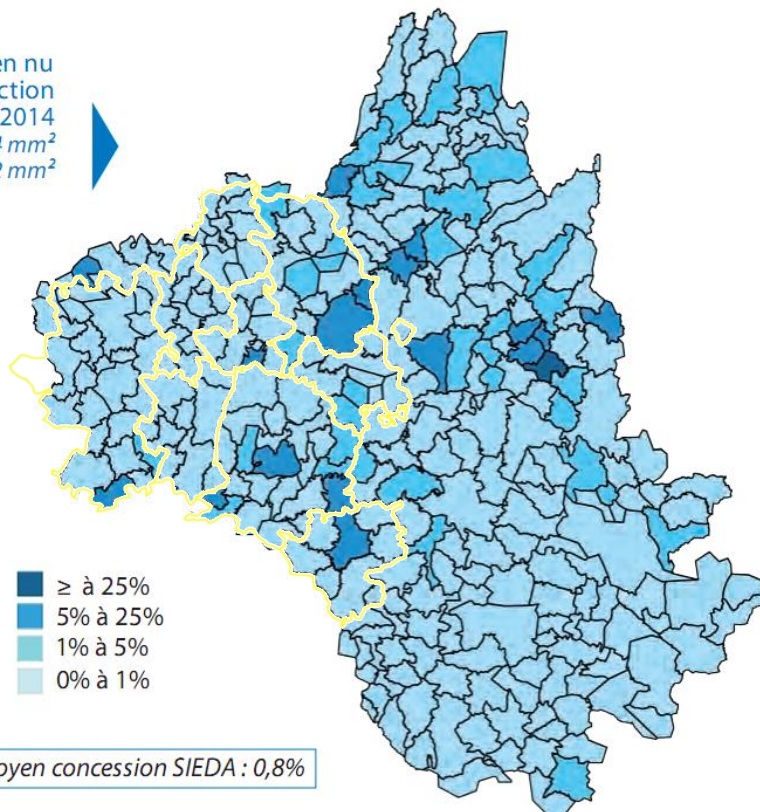 en nu
ction
2014
mm²
mm²
≥ à 25%
5% à 25%
1% à 5%
0% à 1%
oyen concession SIEDA : 0,8%